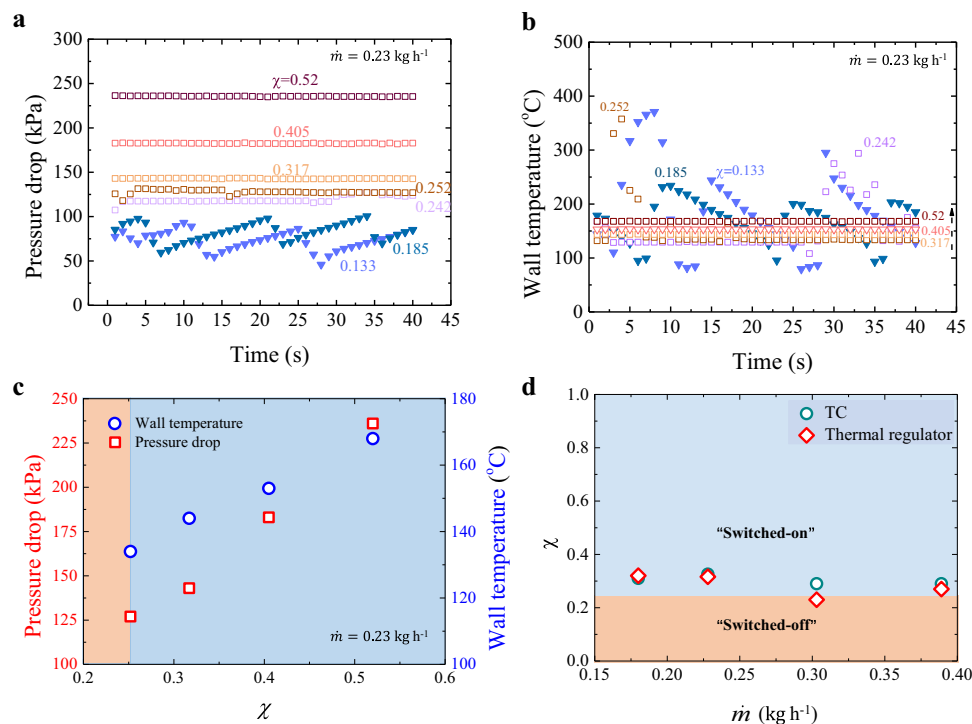 a
300
250
200
150
100
50
0
0 5 10 15 20 25 30 35 40 45
Pressure drop (kPa)
Time (s)
ṁ = 0.23 kg h⁻¹
χ=0.52
0.405
0.317
0.252
0.242
0.185
0.133
b
500
400
300
200
100
0
0 5 10 15 20 25 30 35 40 45
Wall temperature (°C)
Time (s)
ṁ = 0.23 kg h⁻¹
0.252
0.242
0.185
χ=0.133
0.52
0.405
0.317
c
250
225
200
175
150
125
100
0.2 0.3 0.4 0.5 0.6
180
160
140
120
100
Pressure drop (kPa)
Wall temperature (°C)
χ
Wall temperature
Pressure drop
ṁ = 0.23 kg h⁻¹
d
1.0
0.8
0.6
0.4
0.2
0.0
0.15 0.20 0.25 0.30 0.35 0.40
χ
ṁ (kg h⁻¹)
TC
Thermal regulator
“Switched-on”
“Switched-off”